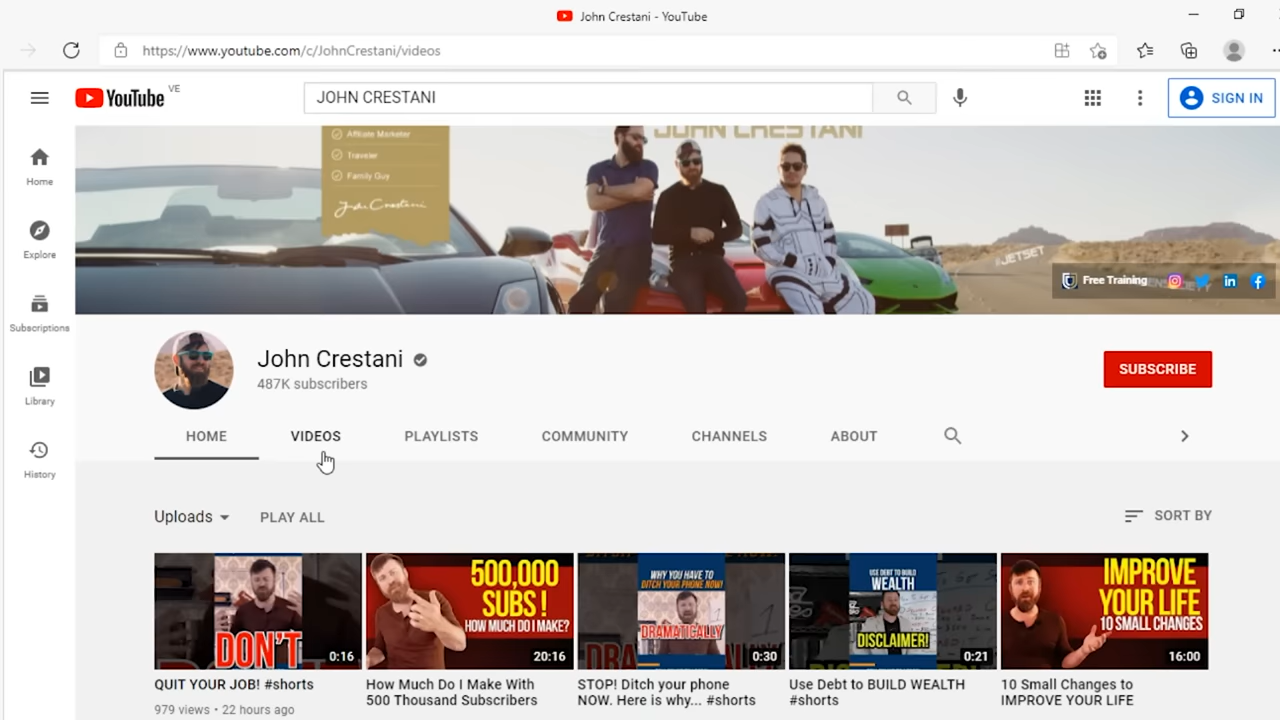 John Crestani - YouTube
https://www.youtube.com/c/JohnCrestani/videos
YouTube VE
JOHN CRESTANI
SIGN IN
Home
Explore
Subscriptions
Library
History
JOHN CRESTANI
Affiliate Marketer
Traveler
Family Guy
John Crestani
#JETSET
Free Training
John Crestani
487K subscribers
SUBSCRIBE
HOME
VIDEOS
PLAYLISTS
COMMUNITY
CHANNELS
ABOUT
Uploads
PLAY ALL
SORT BY
DON'T
0:16
500,000
SUBS!
HOW MUCH DO I MAKE?
20:16
WHY YOU HAVE TO
DITCH YOUR PHONE NOW!
DRAMATICALLY
0:30
USE DEBT TO BUILD
WEALTH
DISCLAIMER!
0:21
IMPROVE
YOUR LIFE
10 SMALL CHANGES
16:00
QUIT YOUR JOB! #shorts
979 views • 22 hours ago
How Much Do I Make With
500 Thousand Subscribers
STOP! Ditch your phone
NOW. Here is why... #shorts
Use Debt to BUILD WEALTH
#shorts
10 Small Changes to
IMPROVE YOUR LIFE